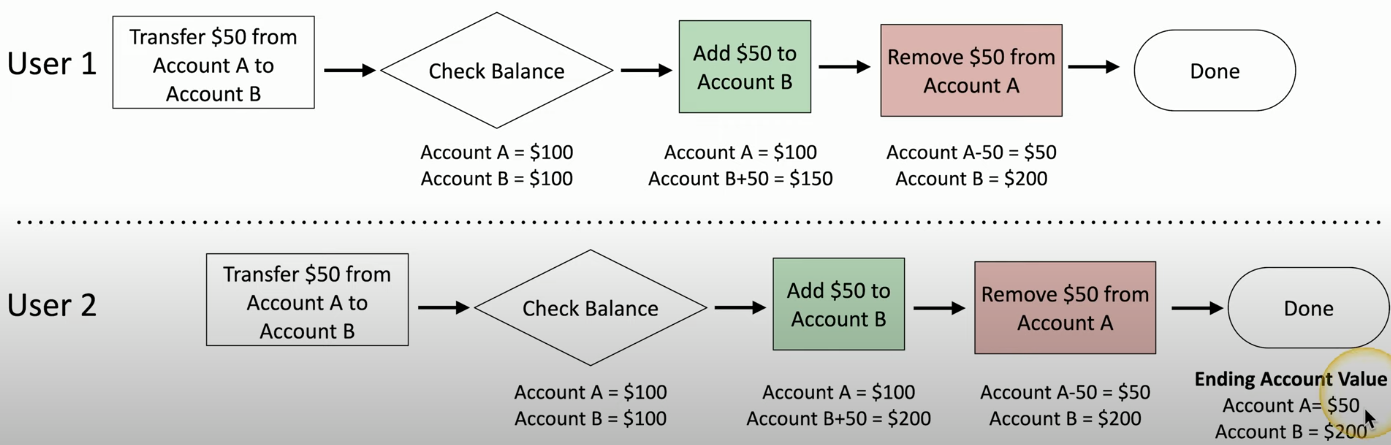 User 1
Transfer $50 from
Account A to
Account B
Check Balance
Add $50 to
Account B
Remove $50 from
Account A
Done
Account A = $100
Account B = $100
Account A = $100
Account B+50 = $150
Account A-50 = $50
Account B = $200
User 2
Transfer $50 from
Account A to
Account B
Check Balance
Add $50 to
Account B
Remove $50 from
Account A
Done
Account A = $100
Account B = $100
Account A = $100
Account B+50 = $200
Account A-50 = $50
Account B = $200
Ending Account Value
Account A= $50
Account B = $200